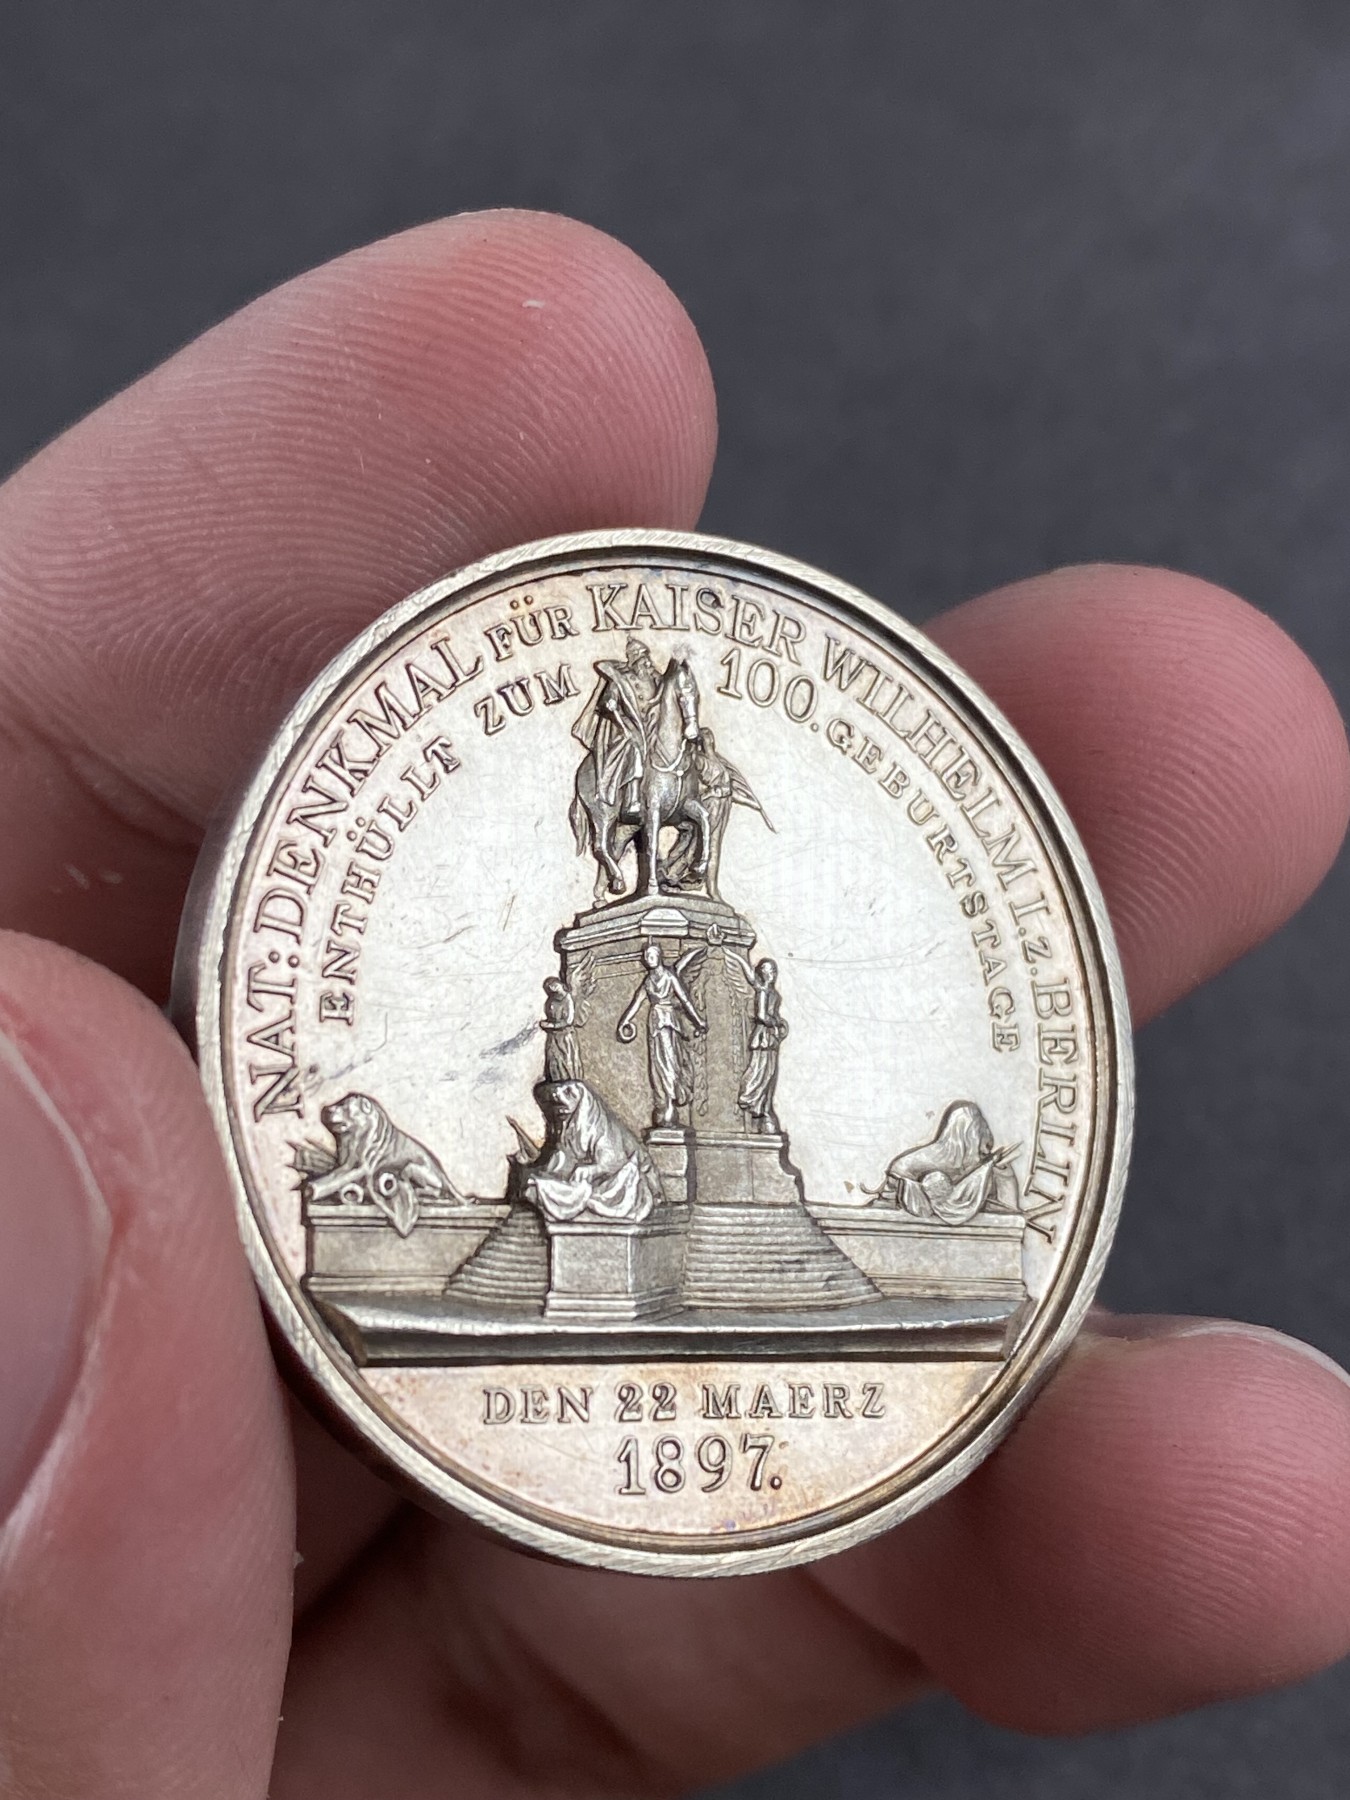 NAT: DENKMAL FÜR KAISER WILHELM I. z. BERLIN
ENTHÜLLT ZUM 100. GEBURTSTAGE
DEN 22 MAERZ
1897.